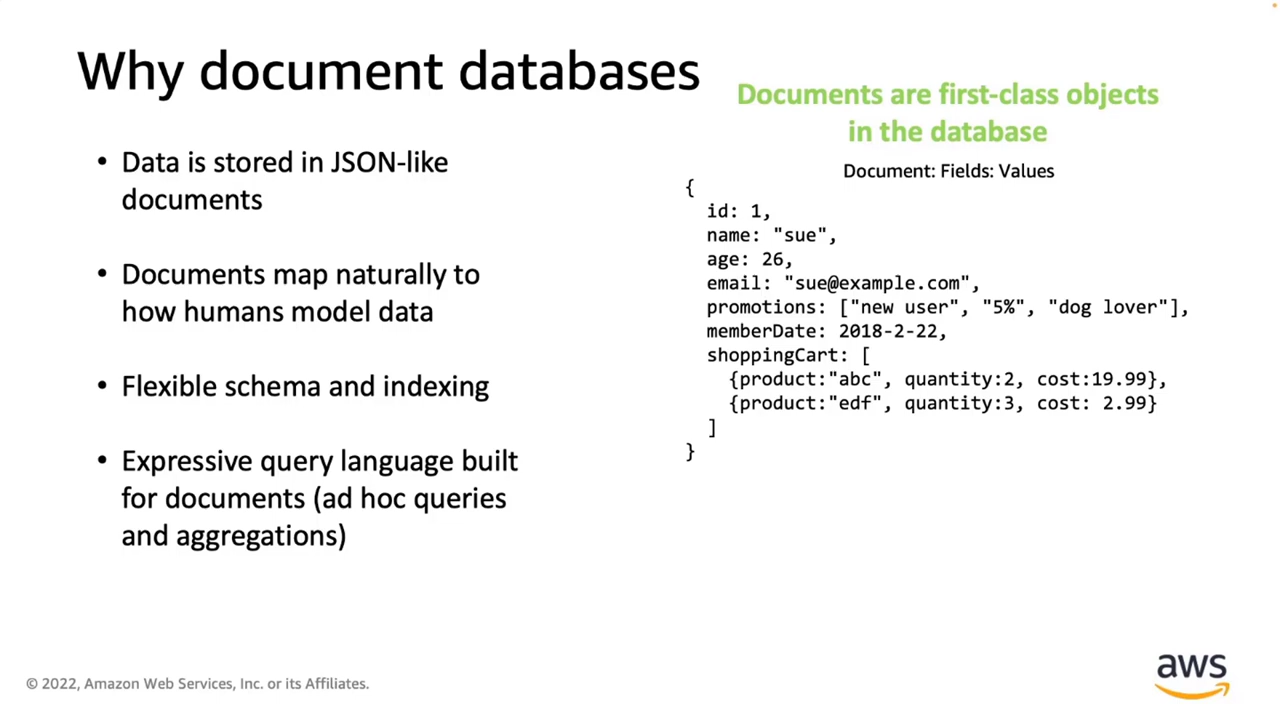 Why document databases
• Data is stored in JSON-like
documents
• Documents map naturally to
how humans model data
• Flexible schema and indexing
• Expressive query language built
for documents (ad hoc queries
and aggregations)
Documents are first-class objects
in the database
Document: Fields: Values
{
  id: 1,
  name: "sue",
  age: 26,
  email: "sue@example.com",
  promotions: ["new user", "5%", "dog lover"],
  memberDate: 2018-2-22,
  shoppingCart: [
    {product:"abc", quantity:2, cost:19.99},
    {product:"edf", quantity:3, cost: 2.99}
  ]
}
© 2022, Amazon Web Services, Inc. or its Affiliates.
aws